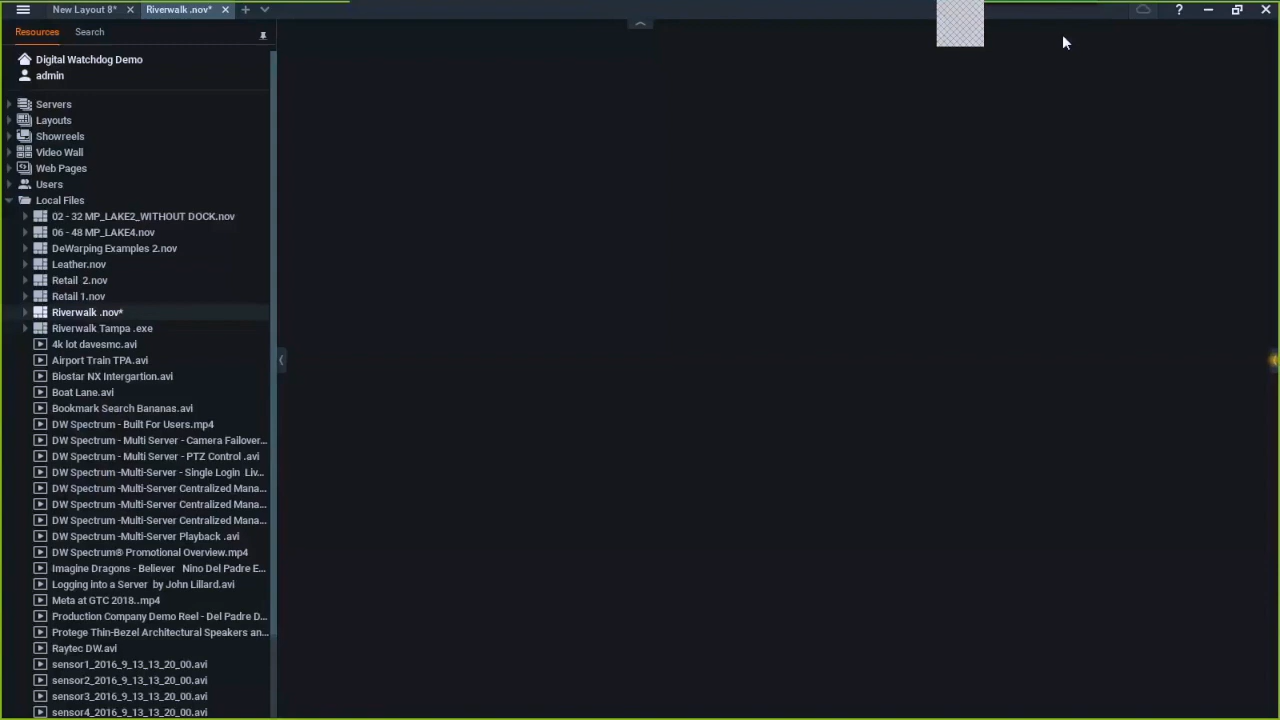 New Layout 8*
Riverwalk .nov*
Resources
Search
Digital Watchdog Demo
admin
Servers
Layouts
Showreels
Video Wall
Web Pages
Users
Local Files
02 - 32 MP_LAKE2_WITHOUT DOCK.nov
06 - 48 MP_LAKE4.nov
DeWarping Examples 2.nov
Leather.nov
Retail  2.nov
Retail 1.nov
Riverwalk .nov*
Riverwalk Tampa .exe
4k lot davesmc.avi
Airport Train TPA.avi
Biostar NX Intergartion.avi
Boat Lane.avi
Bookmark Search Bananas.avi
DW Spectrum - Built For Users.mp4
DW Spectrum - Multi Server - Camera Failover...
DW Spectrum - Multi Server - PTZ Control .avi
DW Spectrum -Multi-Server - Single Login  Liv...
DW Spectrum -Multi-Server Centralized Mana...
DW Spectrum -Multi-Server Centralized Mana...
DW Spectrum -Multi-Server Centralized Mana...
DW Spectrum -Multi-Server Playback .avi
DW Spectrum® Promotional Overview.mp4
Imagine Dragons - Believer   Nino Del Padre E...
Logging into a Server  by John Lillard.avi
Meta at GTC 2018..mp4
Production Company Demo Reel - Del Padre D...
Protege Thin-Bezel Architectural Speakers an...
Raytec DW.avi
sensor1_2016_9_13_13_20_00.avi
sensor2_2016_9_13_13_20_00.avi
sensor3_2016_9_13_13_20_00.avi
sensor4_2016_9_13_13_20_00.avi